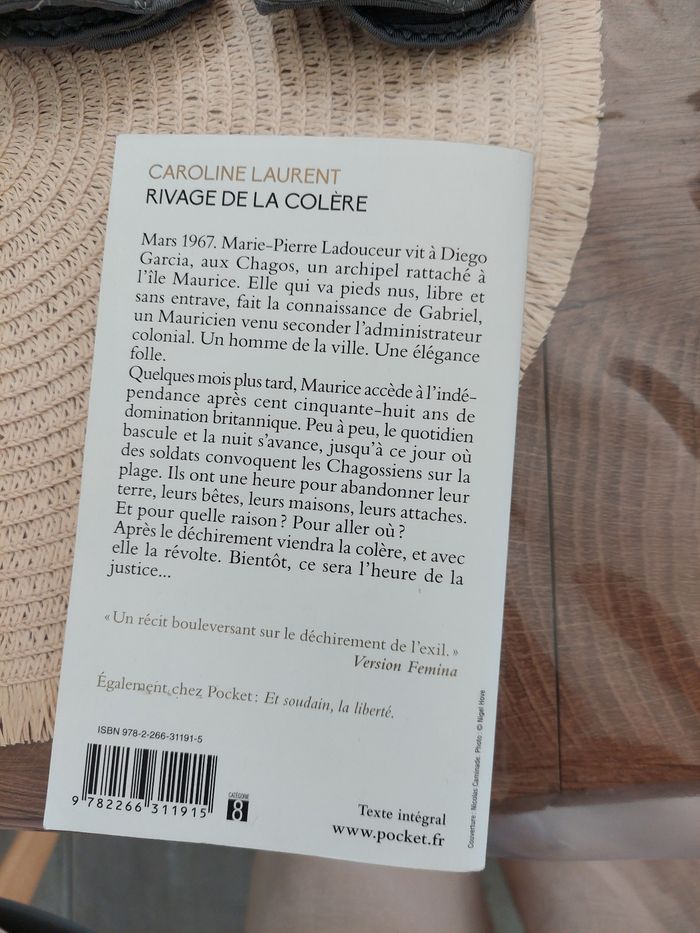 CAROLINE LAURENT
RIVAGE DE LA COLÈRE
Mars 1967. Marie-Pierre Ladouceur vit à Diego
Garcia, aux Chagos, un archipel rattaché à
l'île Maurice. Elle qui va pieds nus, libre et
sans entrave, fait la connaissance de Gabriel,
un Mauricien venu seconder l'administrateur
colonial. Un homme de la ville. Une élégance
folle.
Quelques mois plus tard, Maurice accède à l'indé-
pendance après cent cinquante-huit ans de
domination britannique. Peu à peu, le quotidien
bascule et la nuit s'avance, jusqu'à ce jour où
des soldats convoquent les Chagossiens sur la
plage. Ils ont une heure pour abandonner leur
terre, leurs bêtes, leurs maisons, leurs attaches.
Et pour quelle raison ? Pour aller où ?
Après le déchirement viendra la colère, et avec
elle la révolte. Bientôt, ce sera l'heure de la
justice...
« Un récit bouleversant sur le déchirement de l'exil. »
Version Femina
Également chez Pocket : Et soudain, la liberté.
ISBN 978-2-266-31191-5
9 782266 311915
CATÉGORIE
8
Texte intégral
www.pocket.fr
Couverture : Nicolas Caminade. Photo : © Nigel Hove